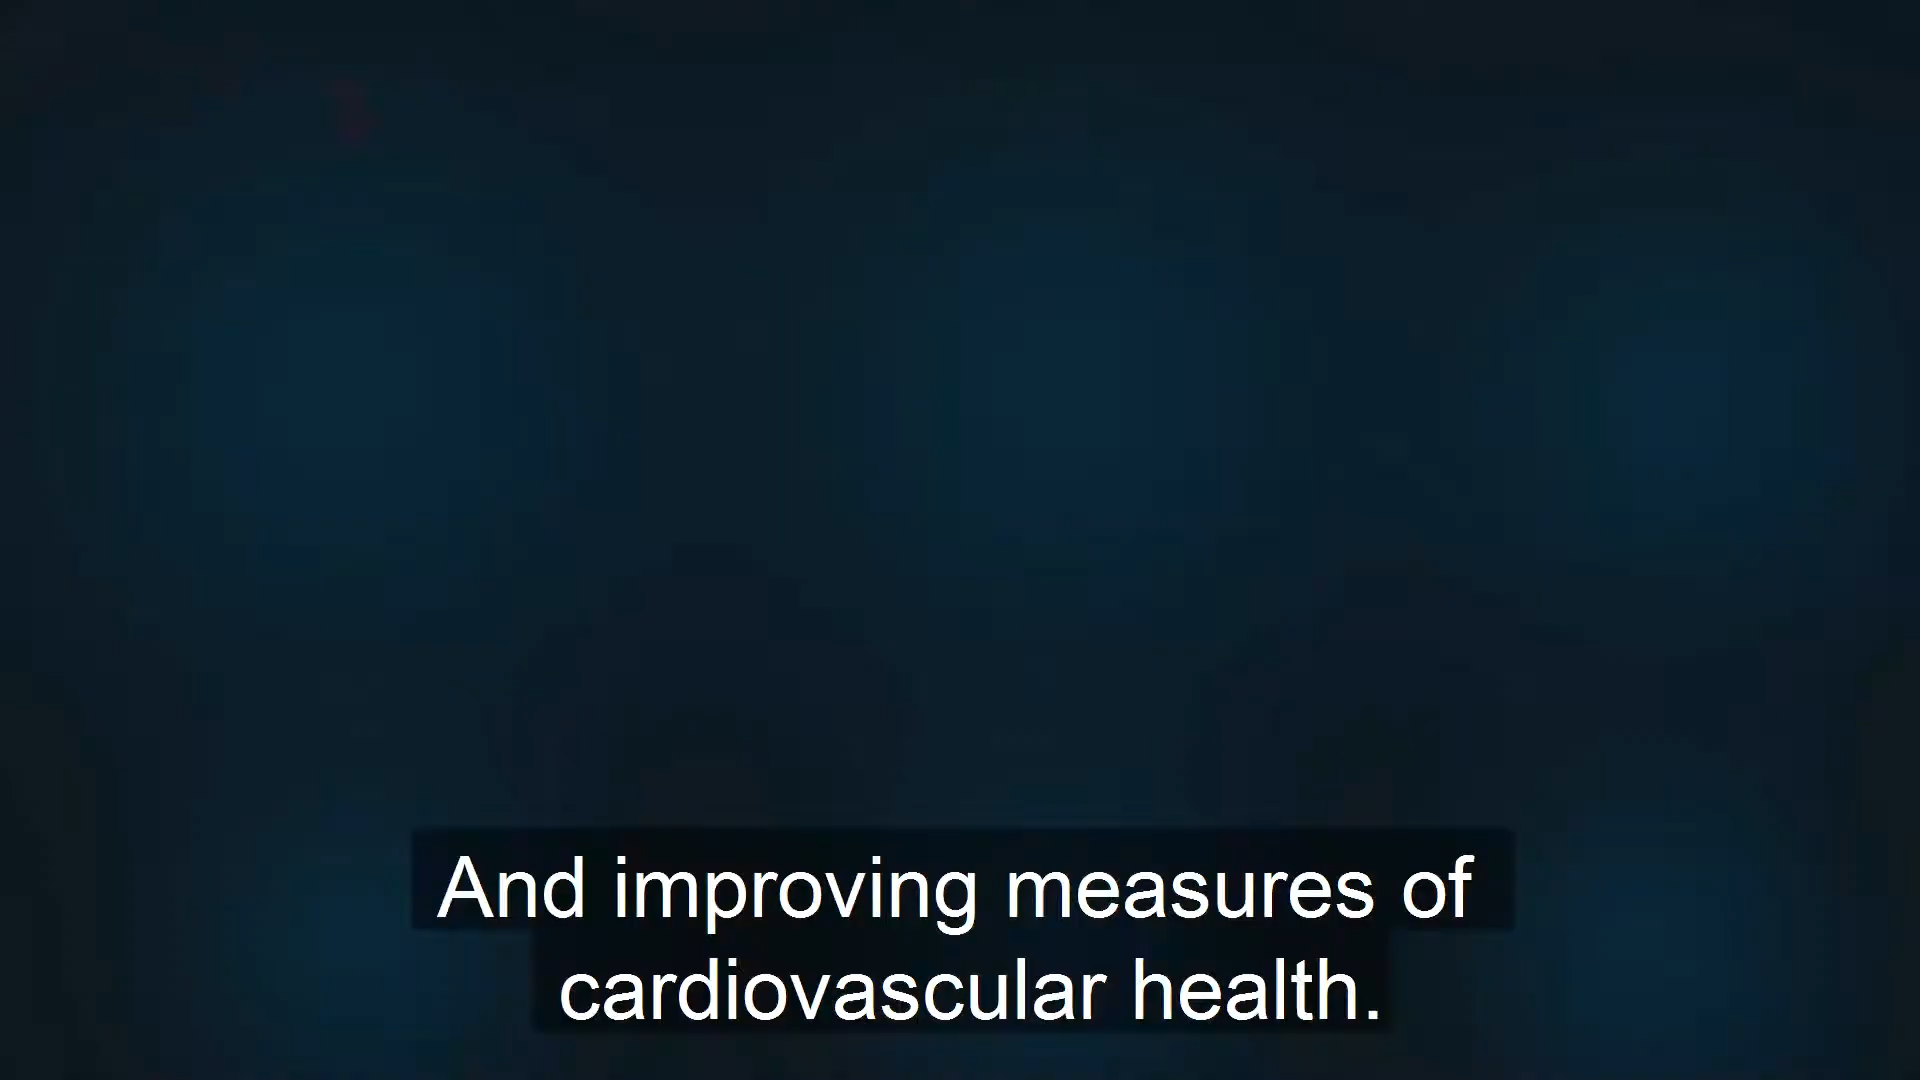 And improving measures of
cardiovascular health.